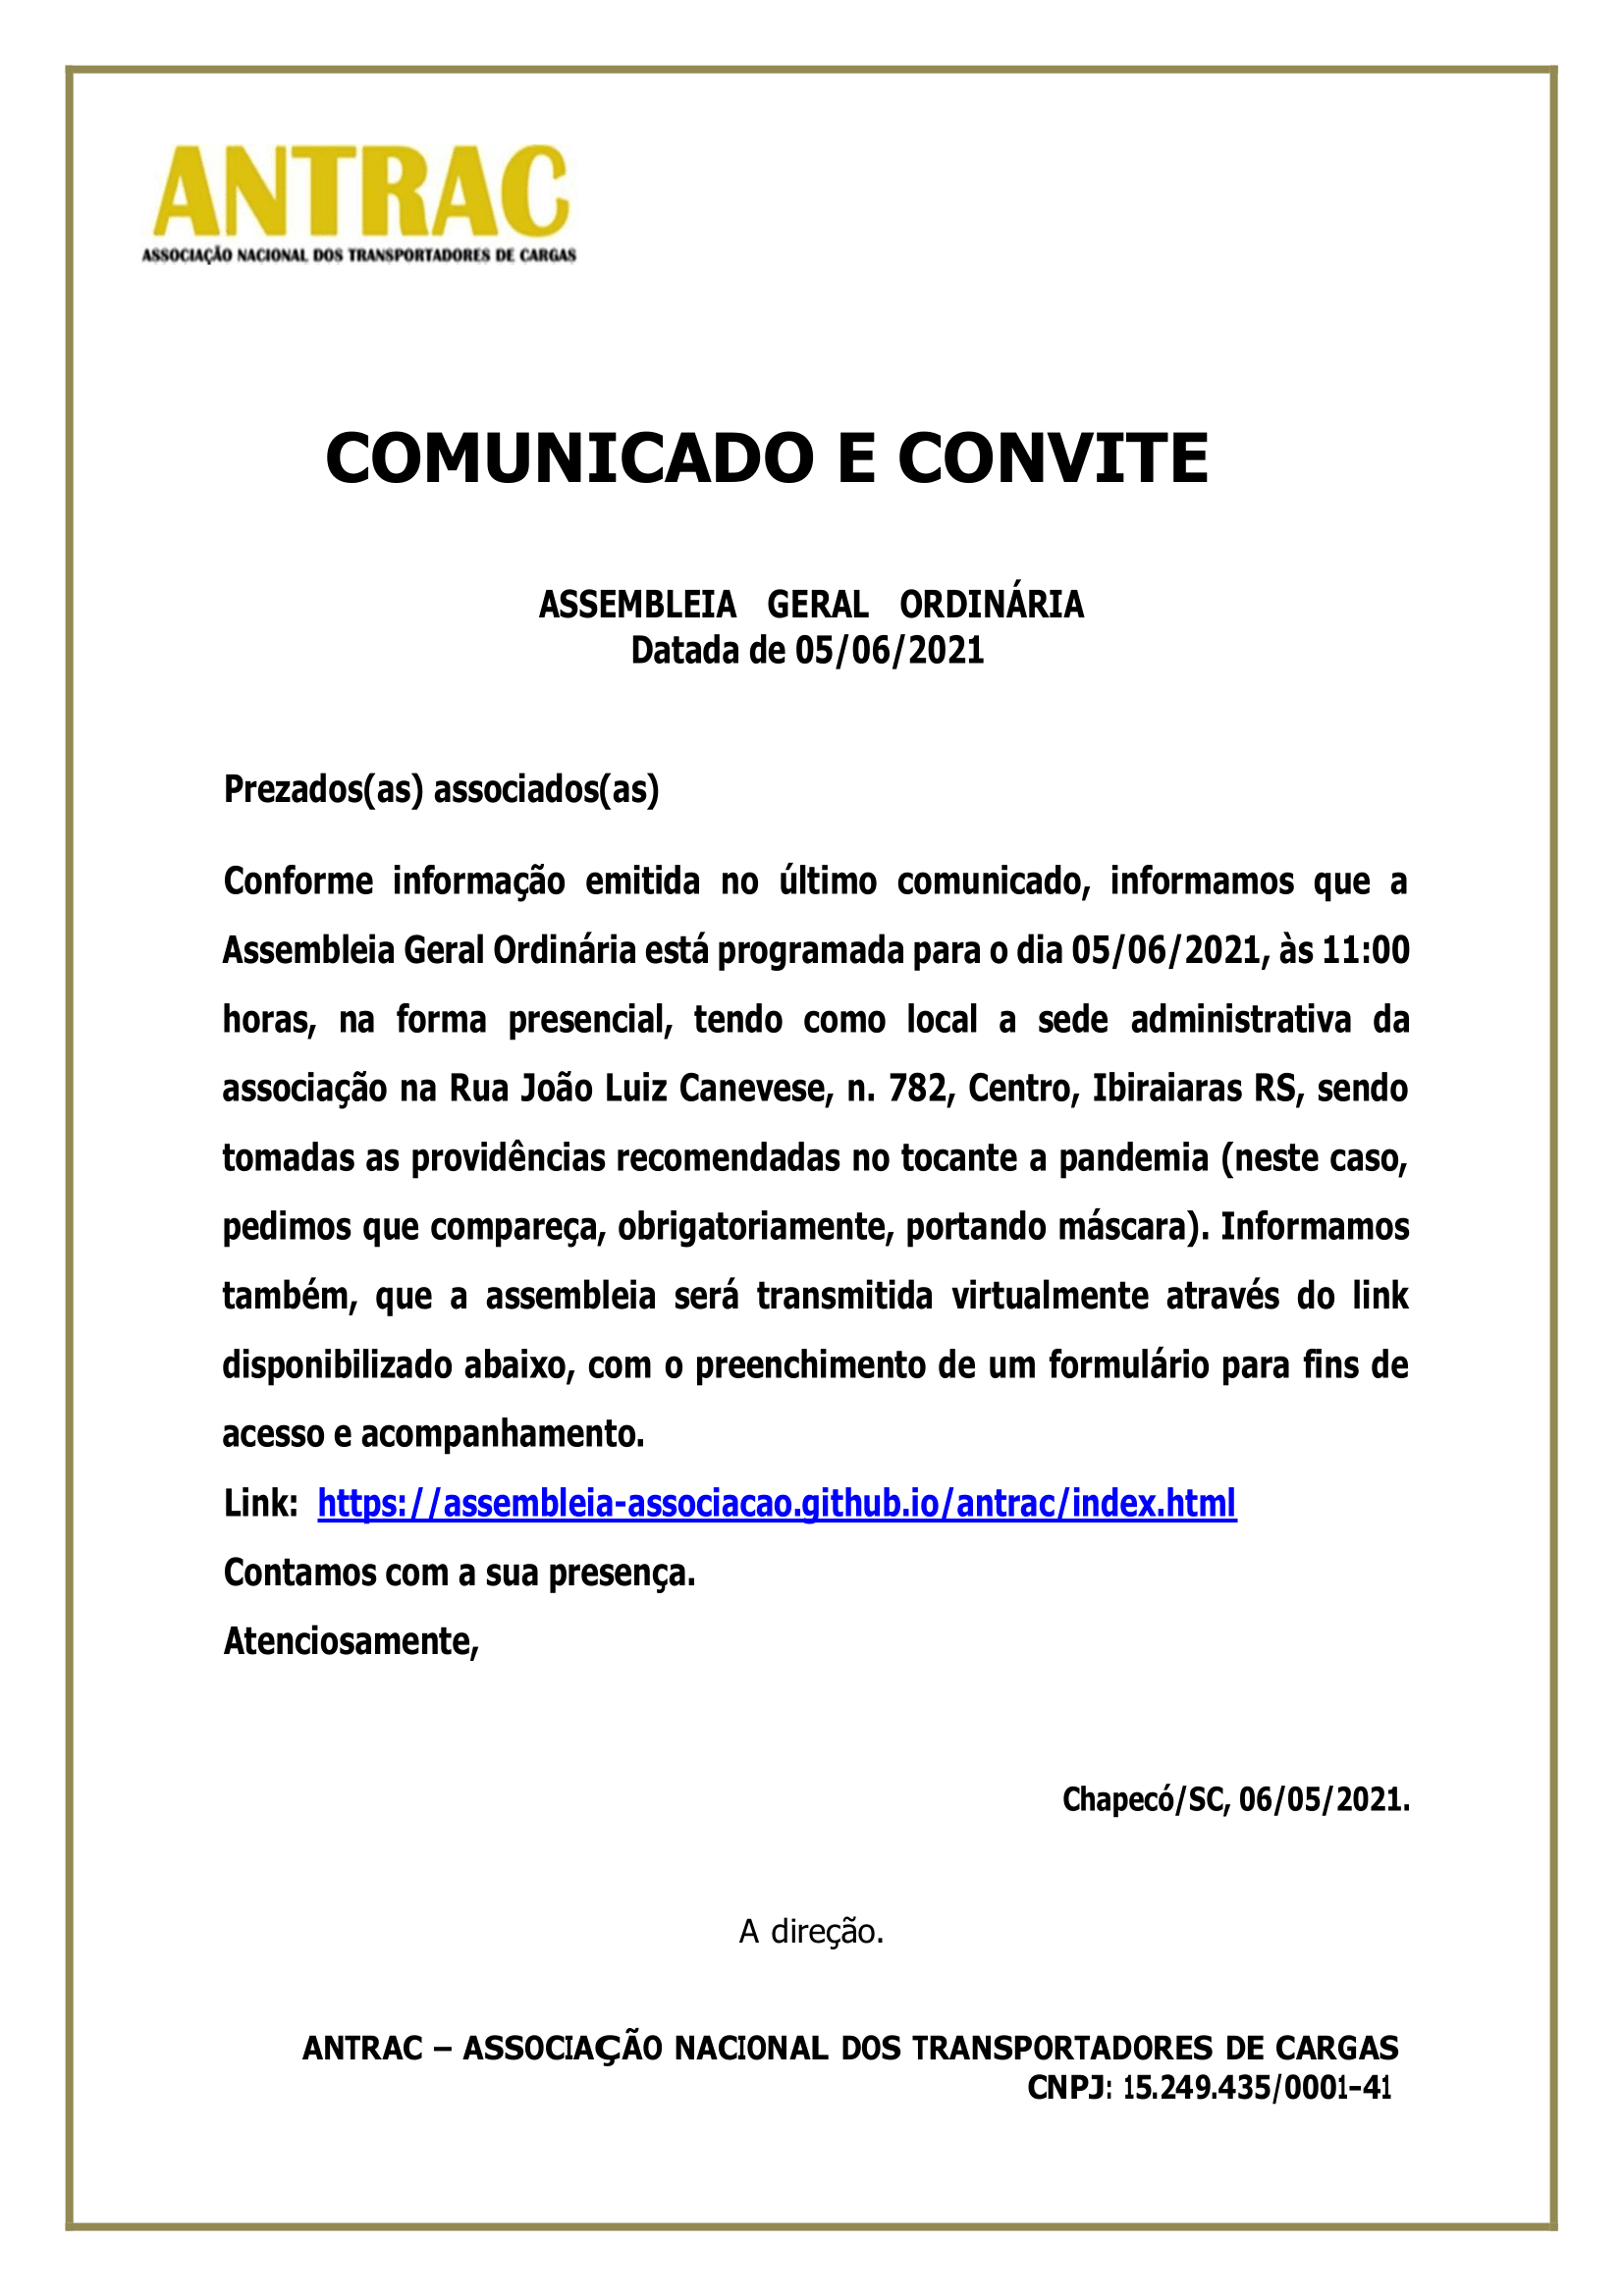 ANTRAC
ASSOCIAÇÃO NACIONAL DOS TRANSPORTADORES DE CARGAS
COMUNICADO E CONVITE
ASSEMBLEIA GERAL ORDINÁRIA
Datada de 05/06/2021
Prezados(as) associados(as)
Conforme informação emitida no último comunicado, informamos que a
Assembleia Geral Ordinária está programada para o dia 05/06/2021, às 11:00
horas, na forma presencial, tendo como local a sede administrativa da
associação na Rua João Luiz Canevese, n. 782, Centro, Ibiraiaras RS, sendo
tomadas as providências recomendadas no tocante a pandemia (neste caso,
pedimos que compareça, obrigatoriamente, portando máscara). Informamos
também, que a assembleia será transmitida virtualmente através do link
disponibilizado abaixo, com o preenchimento de um formulário para fins de
acesso e acompanhamento.
Link: https://assembleia-associacao.github.io/antrac/index.html
Contamos com a sua presença.
Atenciosamente,
Chapecó/SC, 06/05/2021.
A direção.
ANTRAC – ASSOCIAÇÃO NACIONAL DOS TRANSPORTADORES DE CARGAS
CNPJ: 15.249.435/0001-41